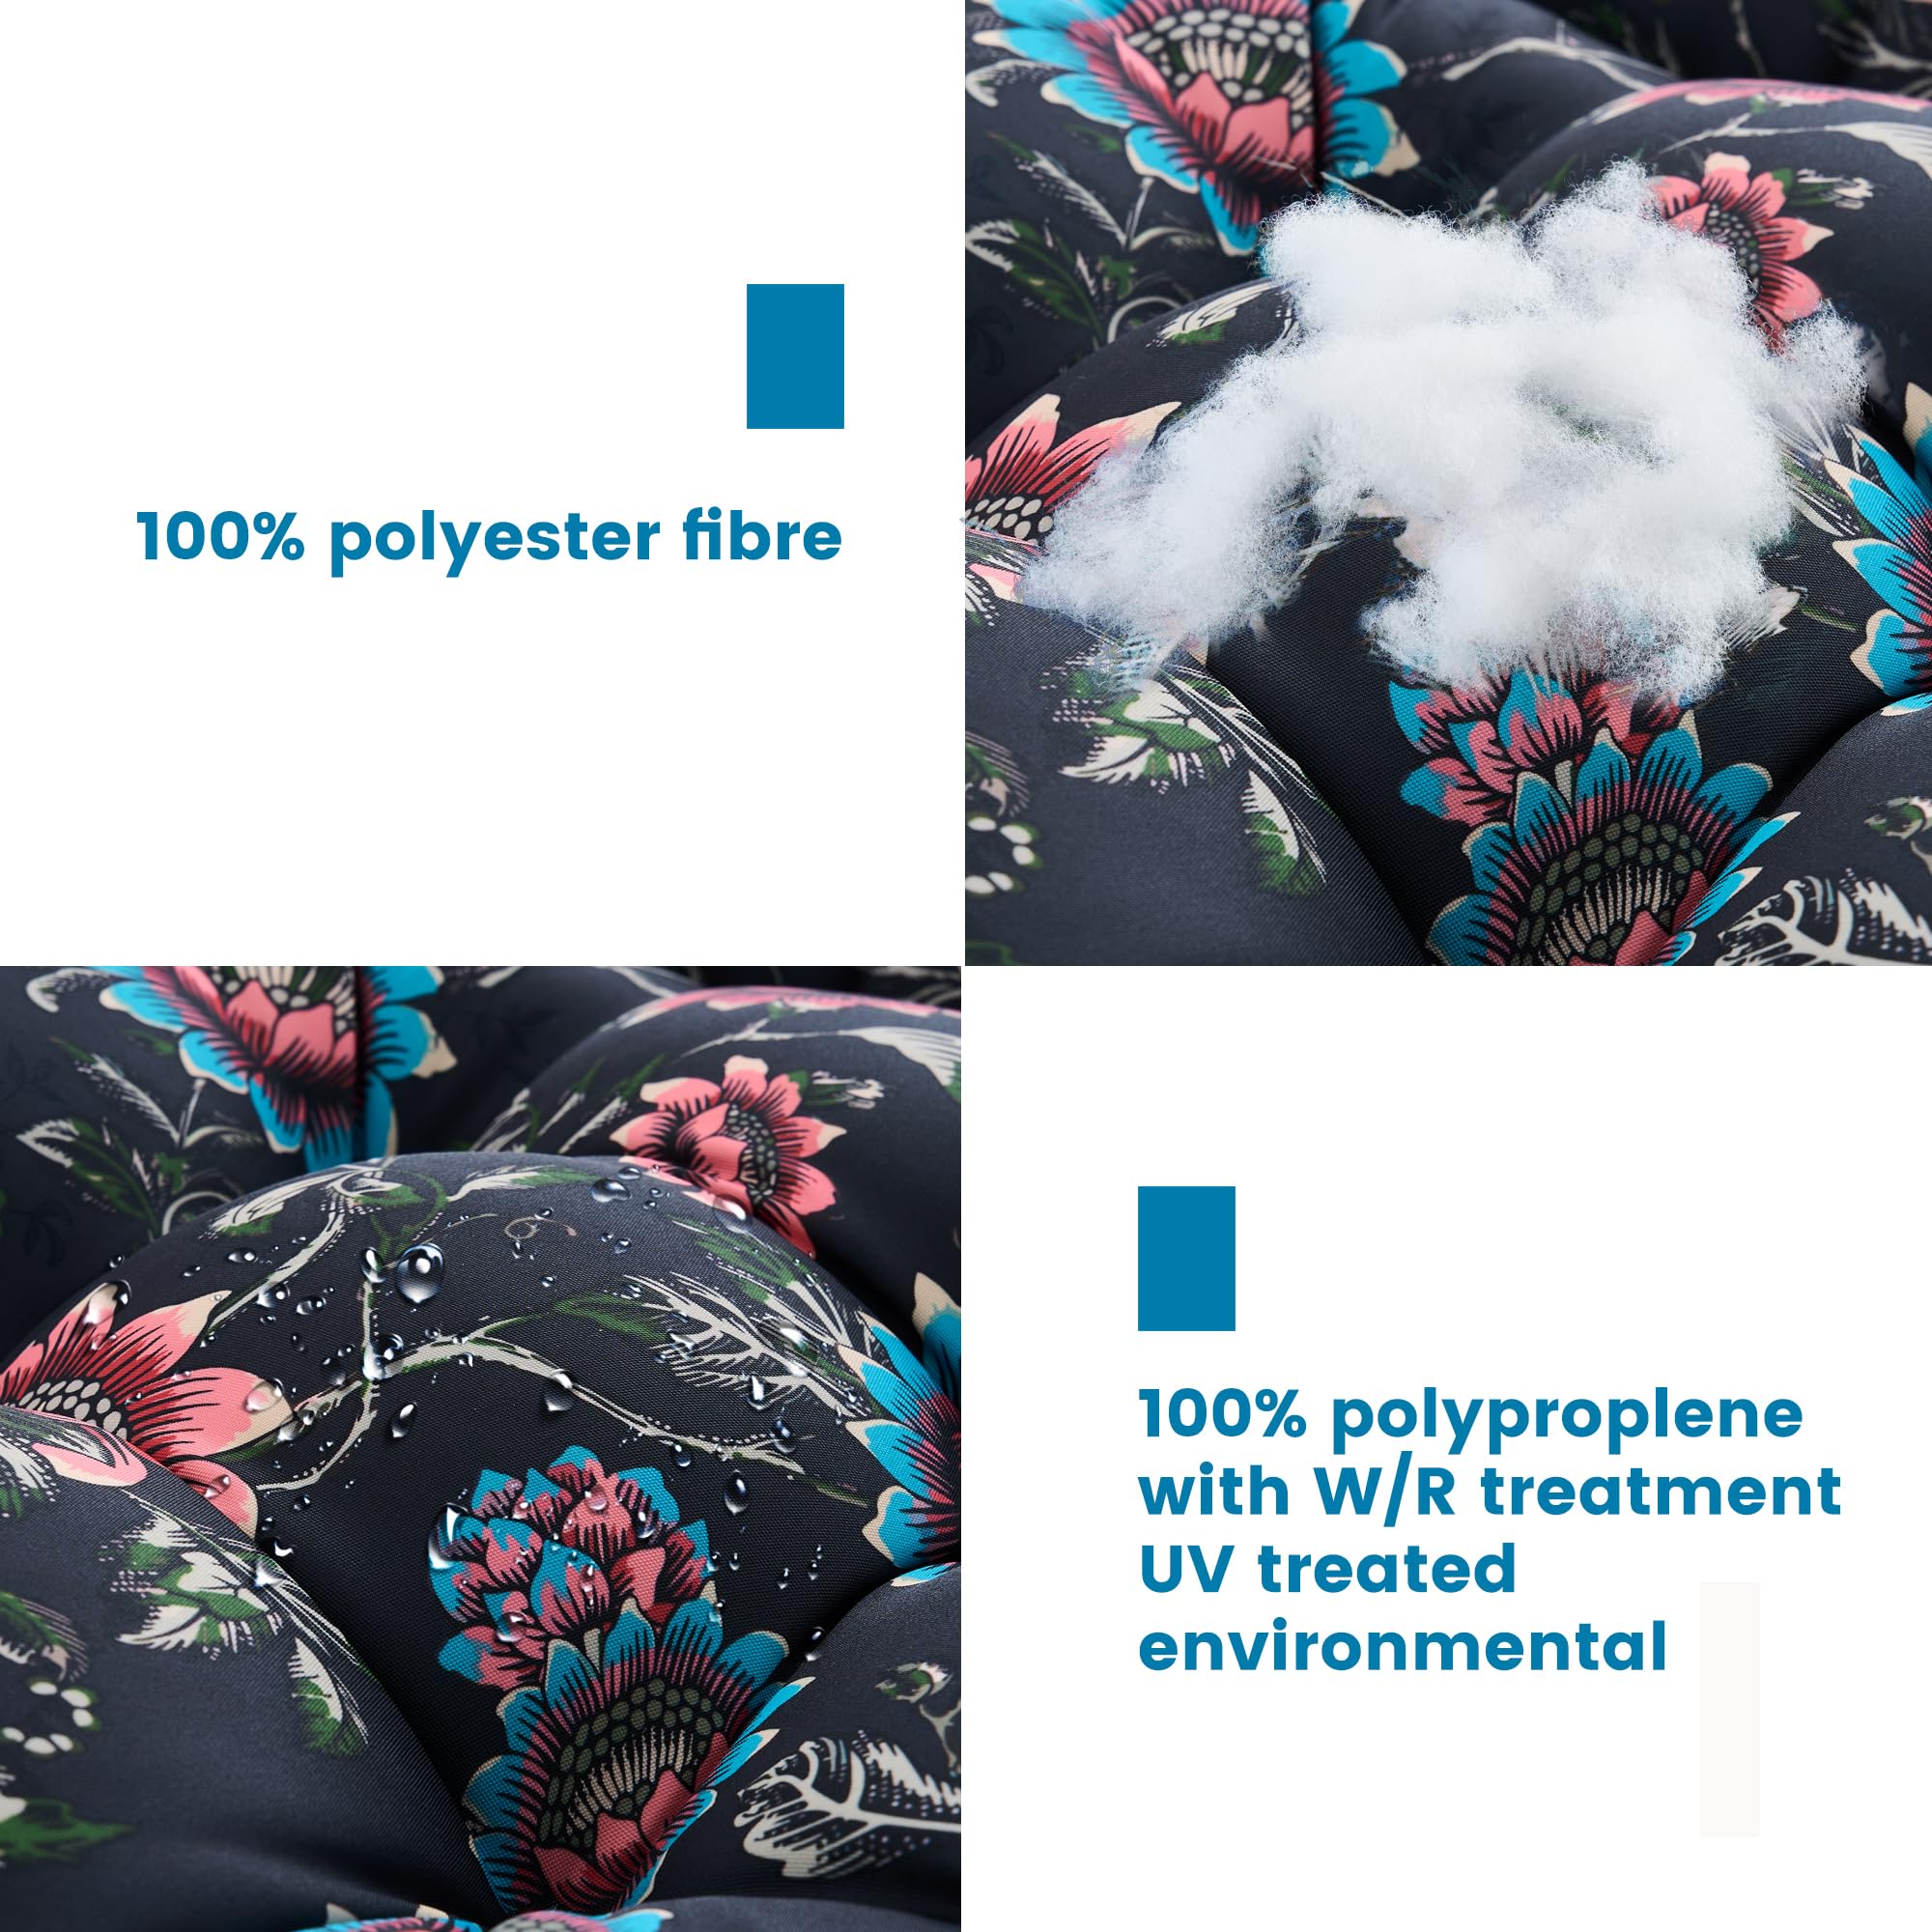 100% polyester fibre
100% polyproplene
with W/R treatment
UV treated
environmental